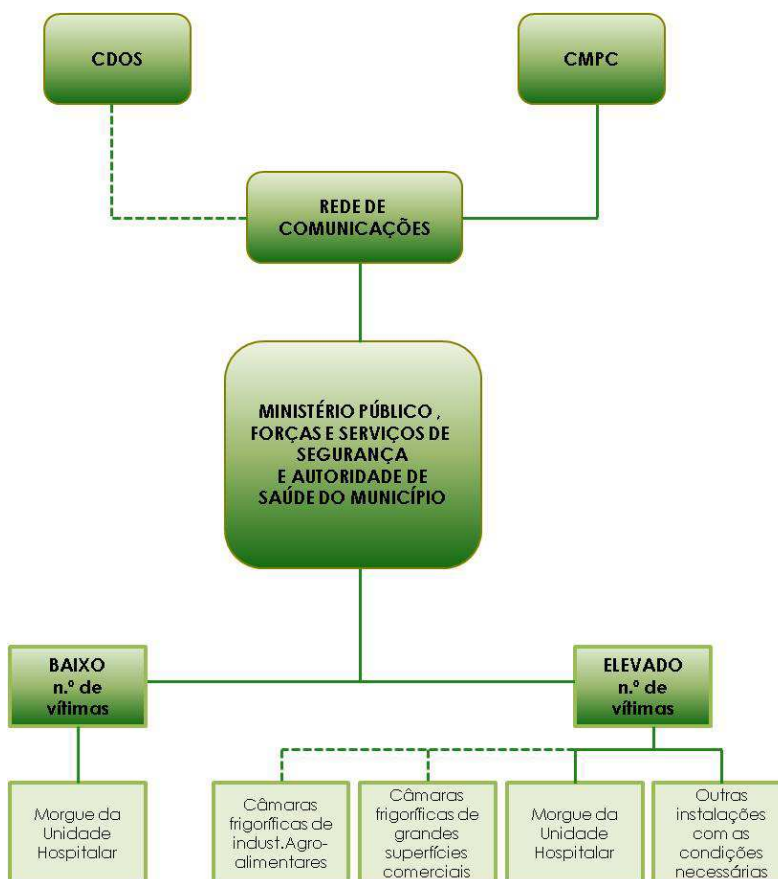 CDOS
CMPC
REDE DE
COMUNICAÇÕES
MINISTÉRIO PÚBLICO ,
FORÇAS E SERVIÇOS DE
SEGURANÇA
E AUTORIDADE DE
SAÚDE DO MUNICÍPIO
BAIXO
n.º de
vítimas
ELEVADO
n.º de
vítimas
Morgue da
Unidade
Hospitalar
Câmaras
frigoríficas de
indust.Agro-
alimentares
Câmaras
frigoríficas de
grandes
superfícies
comerciais
Morgue da
Unidade
Hospitalar
Outras
instalações
com as
condições
necessárias